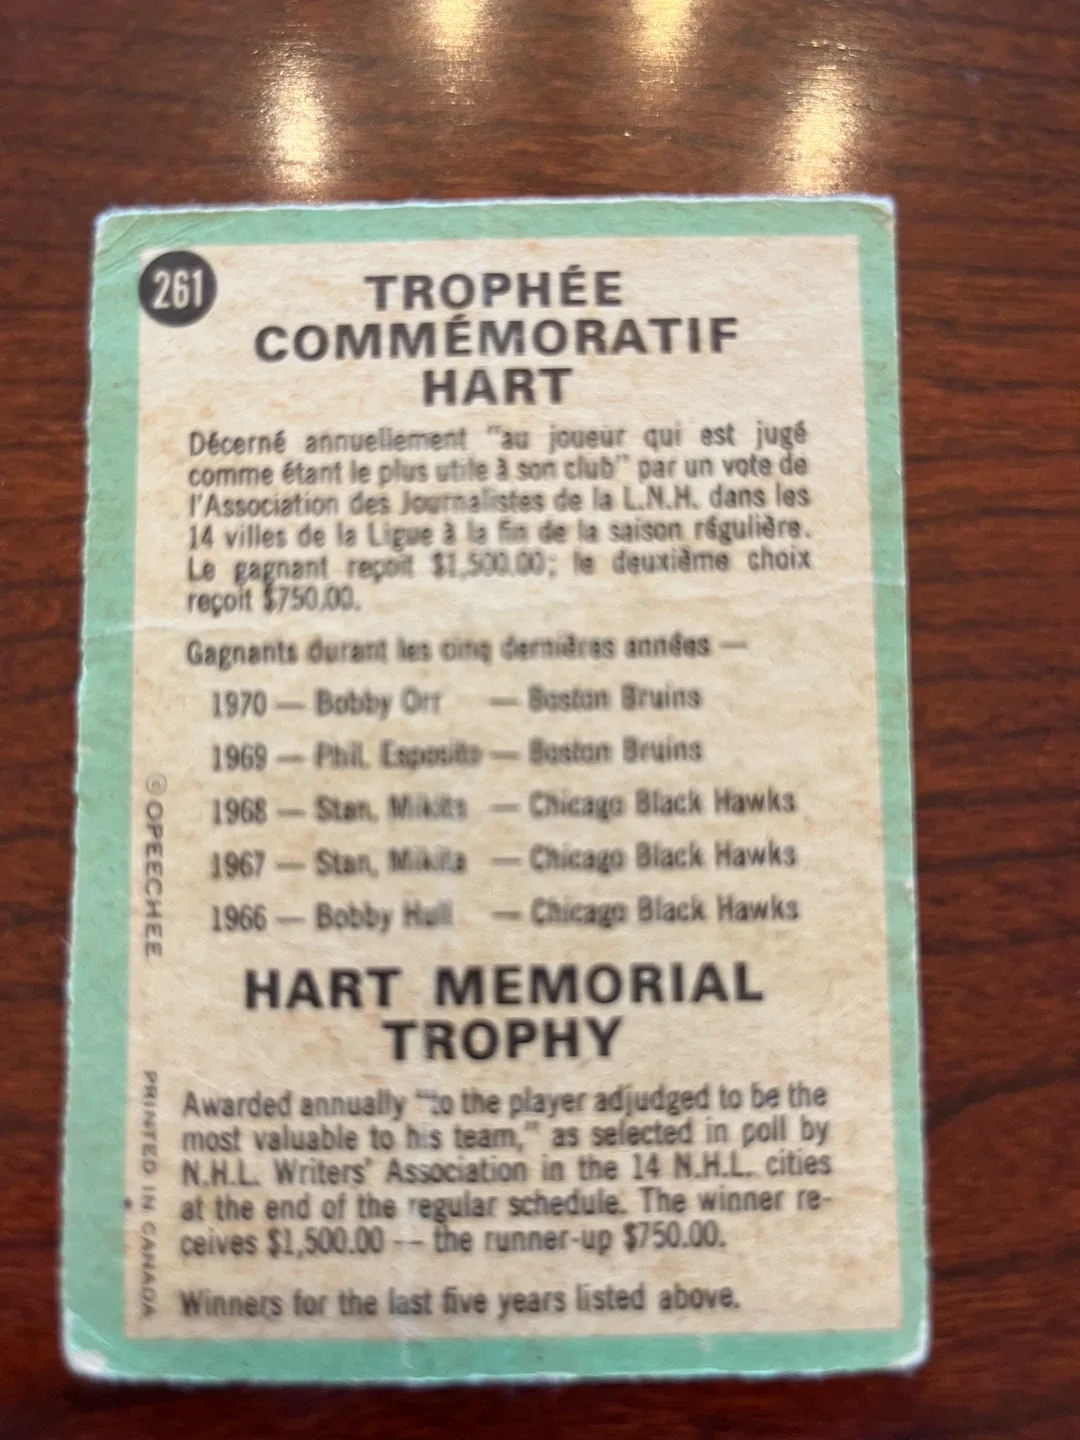 261
TROPHÉE
COMMÉMORATIF
HART
Décerné annuellement "au joueur qui est jugé
comme étant le plus utile à son club" par un vote de
l'Association des Journalistes de la L.N.H. dans les
14 villes de la Ligue à la fin de la saison régulière.
Le gagnant reçoit $1,500.00; le deuxième choix
reçoit $750.00.
Gagnants durant les cinq dernières années —
1970 — Bobby Orr — Boston Bruins
1969 — Phil. Esposito — Boston Bruins
1968 — Stan. Mikita — Chicago Black Hawks
1967 — Stan. Mikita — Chicago Black Hawks
1966 — Bobby Hull — Chicago Black Hawks
HART MEMORIAL
TROPHY
Awarded annually "to the player adjudged to be the
most valuable to his team," as selected in poll by
N.H.L. Writers' Association in the 14 N.H.L. cities
at the end of the regular schedule. The winner re-
ceives $1,500.00 — the runner-up $750.00.
Winners for the last five years listed above.
© OPEECHEE
PRINTED IN CANADA